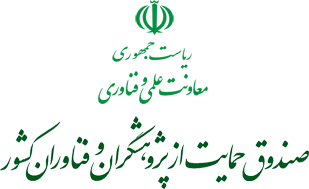 ریاست جمهوری
معاونت علمی و فناوری
صندوق حمایت از پژوهشگران و فناوران کشور